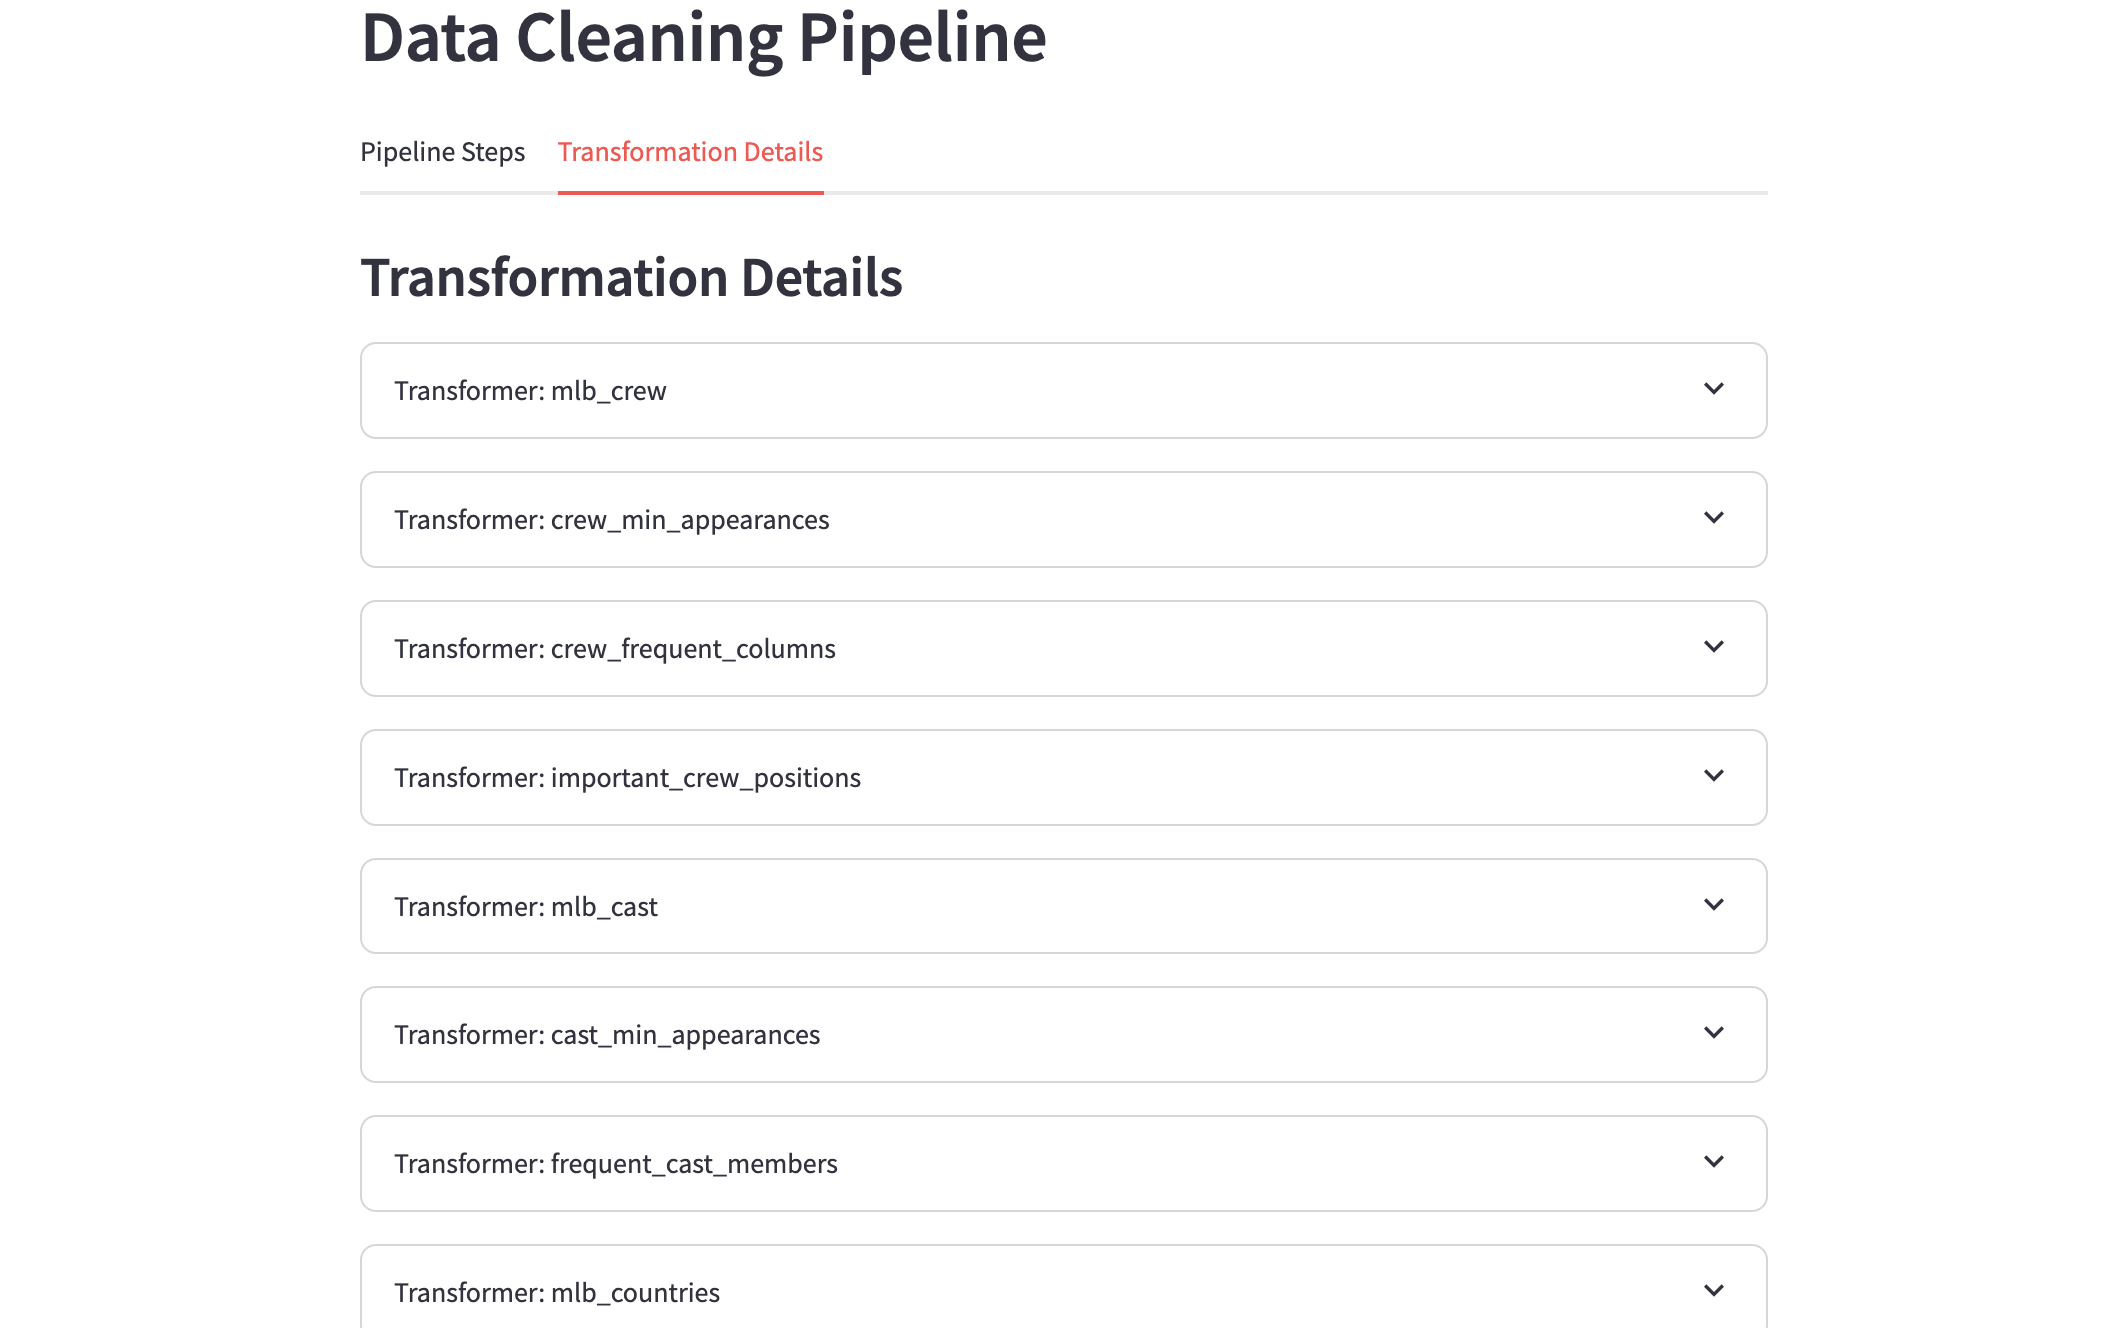 Data Cleaning Pipeline
Pipeline Steps Transformation Details
Transformation Details
Transformer: mlb_crew
Transformer: crew_min_appearances
Transformer: crew_frequent_columns
Transformer: important_crew_positions
Transformer: mlb_cast
Transformer: cast_min_appearances
Transformer: frequent_cast_members
Transformer: mlb_countries